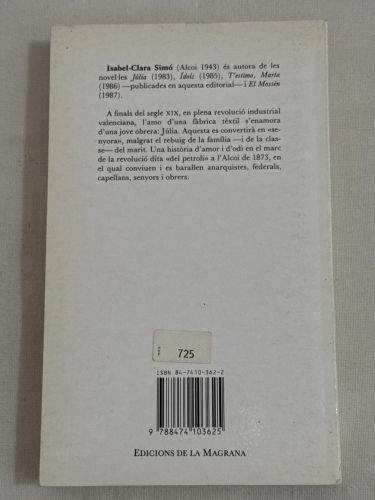 Isabel-Clara Simó (Alcoi 1943) és autora de les
novel·les Júlia (1983), Ídols (1985), T'estimo, Marta
(1986) —publicades en aquesta editorial— i El Mossèn
(1987).
A finals del segle XIX, en plena revolució industrial
valenciana, l'amo d'una fàbrica tèxtil s'enamora
d'una jove obrera: Júlia. Aquesta es convertirà en «se-
nyora», malgrat el rebuig de la família —i de la clas-
se— del marit. Una història d'amor i d'odi en el marc
de la revolució dita «del petroli» a l'Alcoi de 1873, en
el qual conviuen i es barallen anarquistes, federals,
capellans, senyors i obrers.
725
ISBN 84-7410-362-2
9 788474 103625
EDICIONS DE LA MAGRANA